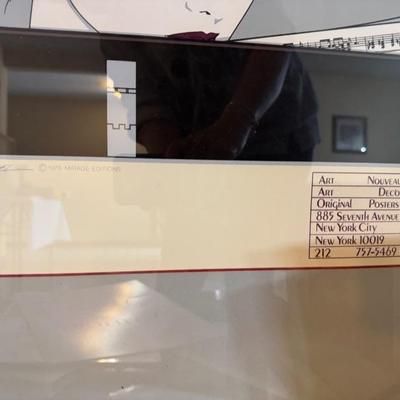 © 1979 MIRAGE EDITIONS
Art Nouveau
Art Deco
Original Posters
885 Seventh Avenue
New York City
New York 10019
212 757-5469